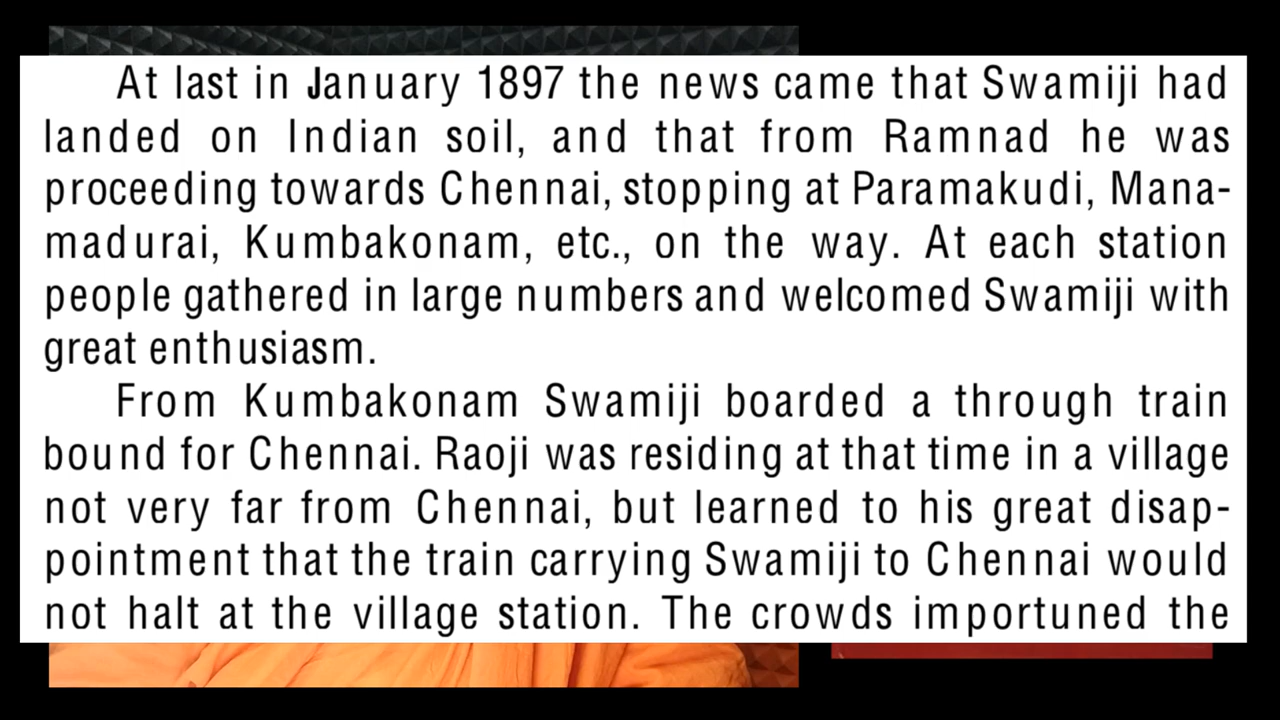 At last in January 1897 the news came that Swamiji had
landed on Indian soil, and that from Ramnad he was
proceeding towards Chennai, stopping at Paramakudi, Mana-
madurai, Kumbakonam, etc., on the way. At each station
people gathered in large numbers and welcomed Swamiji with
great enthusiasm.
From Kumbakonam Swamiji boarded a through train
bound for Chennai. Raoji was residing at that time in a village
not very far from Chennai, but learned to his great disap-
pointment that the train carrying Swamiji to Chennai would
not halt at the village station. The crowds importuned the